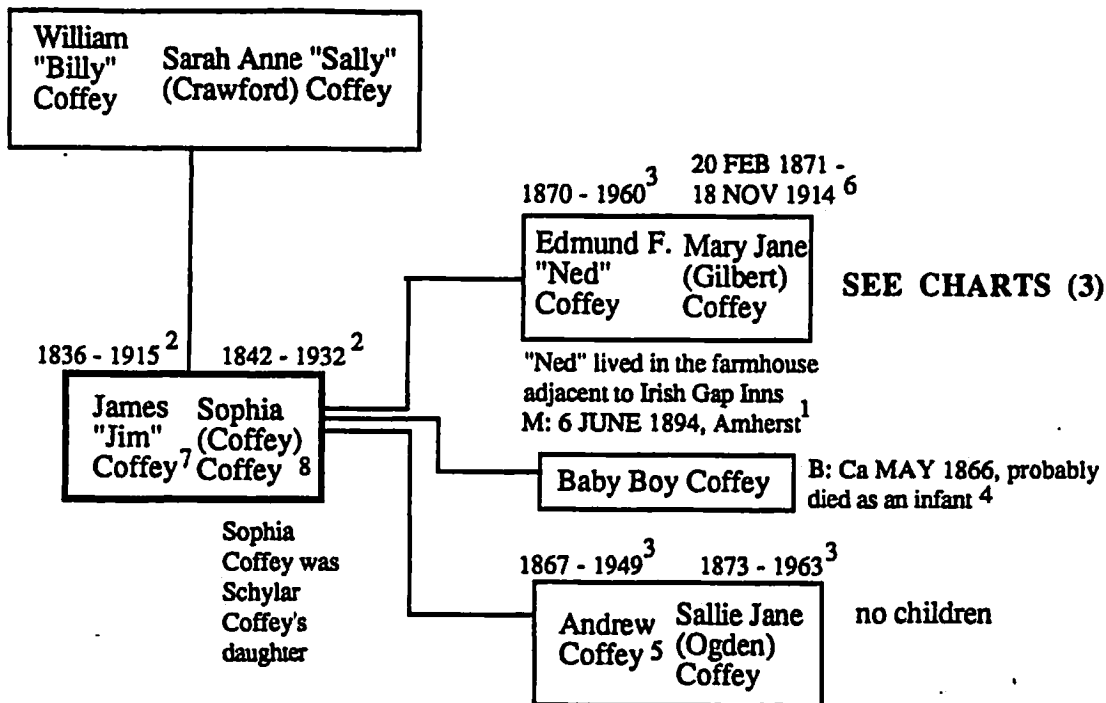 William
"Billy"
Coffey
Sarah Anne "Sally"
(Crawford) Coffey
1870 - 1960 3
20 FEB 1871 -
18 NOV 1914 6
Edmund F.
"Ned"
Coffey
Mary Jane
(Gilbert)
Coffey
SEE CHARTS (3)
"Ned" lived in the farmhouse
adjacent to Irish Gap Inns
M: 6 JUNE 1894, Amherst 1
1836 - 1915 2
1842 - 1932 2
James
"Jim"
Coffey 7
Sophia
(Coffey)
Coffey 8
Sophia
Coffey was
Schylar
Coffey's
daughter
Baby Boy Coffey
B: Ca MAY 1866, probably
died as an infant 4
1867 - 1949 3
1873 - 1963 3
Andrew
Coffey 5
Sallie Jane
(Ogden)
Coffey
no children